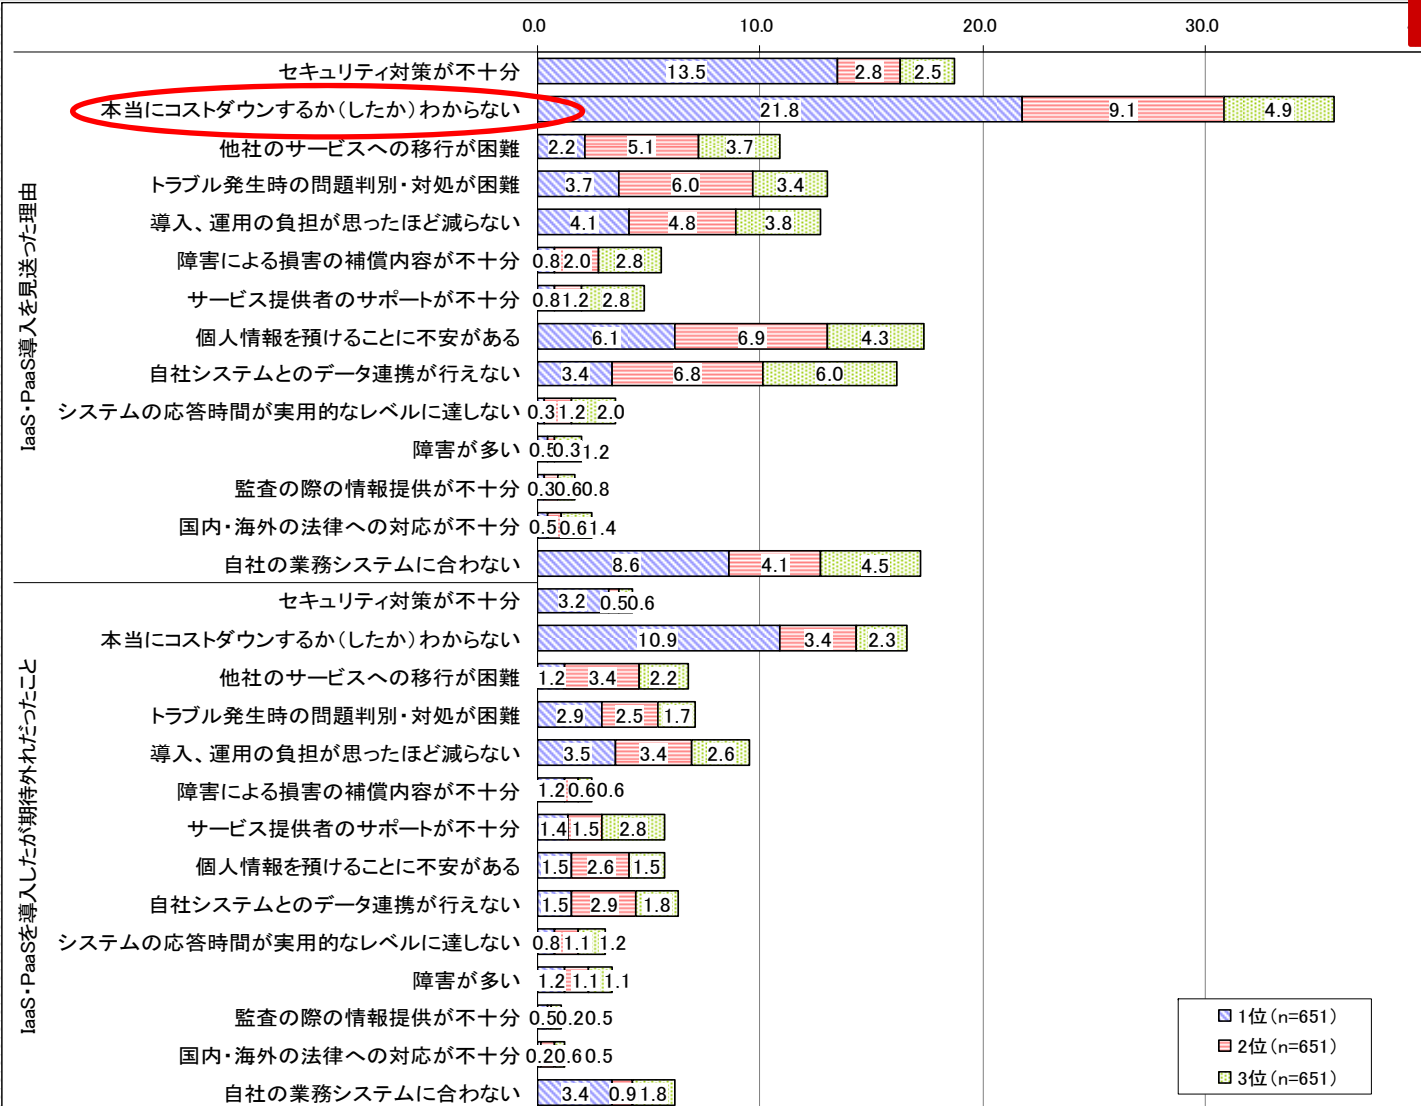 0.0 10.0 20.0 30.0
IaaS・PaaS導入を見送った理由
セキュリティ対策が不十分 13.5 2.8 2.5
本当にコストダウンするか（したか）わからない 21.8 9.1 4.9
他社のサービスへの移行が困難 2.2 5.1 3.7
トラブル発生時の問題判別・対処が困難 3.7 6.0 3.4
導入、運用の負担が思ったほど減らない 4.1 4.8 3.8
障害による損害の補償内容が不十分 0.8 2.0 2.8
サービス提供者のサポートが不十分 0.8 1.2 2.8
個人情報を預けることに不安がある 6.1 6.9 4.3
自社システムとのデータ連携が行えない 3.4 6.8 6.0
システムの応答時間が実用的なレベルに達しない 0.3 1.2 2.0
障害が多い 0.5 0.3 1.2
監査の際の情報提供が不十分 0.3 0.6 0.8
国内・海外の法律への対応が不十分 0.5 0.6 1.4
自社の業務システムに合わない 8.6 4.1 4.5
IaaS・PaaSを導入したが期待外れだったこと
セキュリティ対策が不十分 3.2 0.5 0.6
本当にコストダウンするか（したか）わからない 10.9 3.4 2.3
他社のサービスへの移行が困難 1.2 3.4 2.2
トラブル発生時の問題判別・対処が困難 2.9 2.5 1.7
導入、運用の負担が思ったほど減らない 3.5 3.4 2.6
障害による損害の補償内容が不十分 1.2 0.6 0.6
サービス提供者のサポートが不十分 1.4 1.5 2.8
個人情報を預けることに不安がある 1.5 2.6 1.5
自社システムとのデータ連携が行えない 1.5 2.9 1.8
システムの応答時間が実用的なレベルに達しない 0.8 1.1 1.2
障害が多い 1.2 1.1 1.1
監査の際の情報提供が不十分 0.5 0.2 0.5
国内・海外の法律への対応が不十分 0.2 0.6 0.5
自社の業務システムに合わない 3.4 0.9 1.8
1位（n=651）
2位（n=651）
3位（n=651）